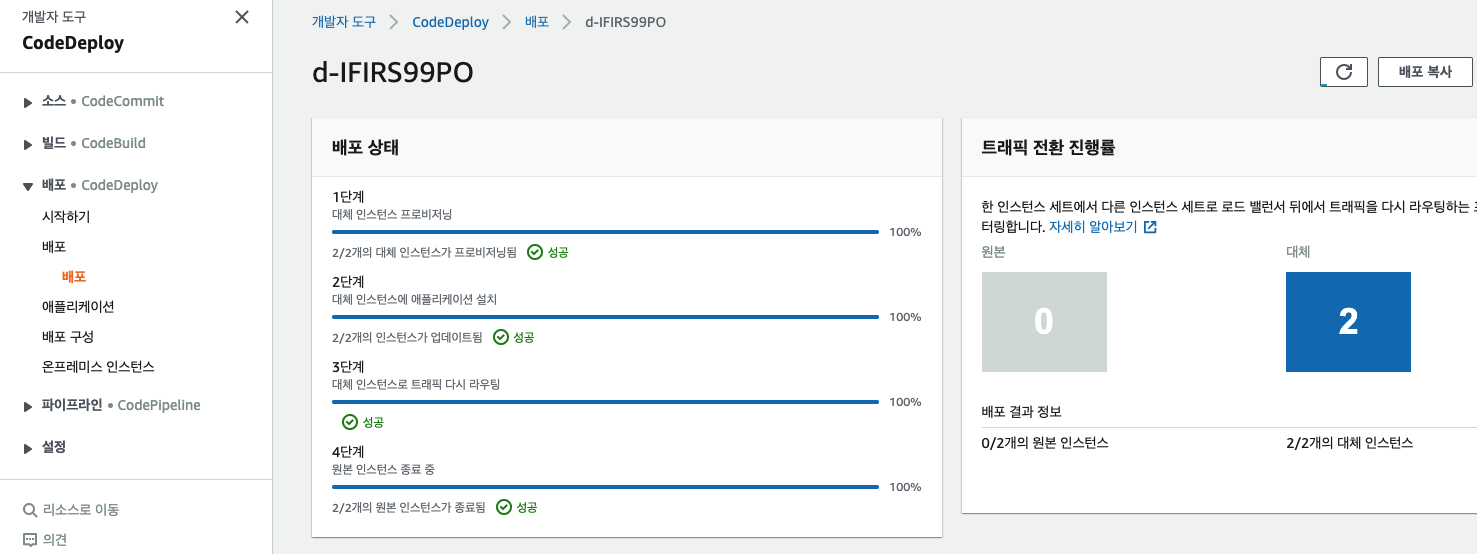 개발자 도구
CodeDeploy
소스 • CodeCommit
빌드 • CodeBuild
배포 • CodeDeploy
시작하기
배포
배포
애플리케이션
배포 구성
온프레미스 인스턴스
파이프라인 • CodePipeline
설정
리소스로 이동
의견
개발자 도구 > CodeDeploy > 배포 > d-IFIRS99PO
d-IFIRS99PO
배포 복사
배포 상태
1단계
대체 인스턴스 프로비저닝
100%
2/2개의 대체 인스턴스가 프로비저닝됨 성공
2단계
대체 인스턴스에 애플리케이션 설치
100%
2/2개의 인스턴스가 업데이트됨 성공
3단계
대체 인스턴스로 트래픽 다시 라우팅
100%
성공
4단계
원본 인스턴스 종료 중
100%
2/2개의 원본 인스턴스가 종료됨 성공
트래픽 전환 진행률
한 인스턴스 세트에서 다른 인스턴스 세트로 로드 밸런서 뒤에서 트래픽을 다시 라우팅하는
터링합니다. 자세히 알아보기
원본 대체
0 2
배포 결과 정보
0/2개의 원본 인스턴스 2/2개의 대체 인스턴스